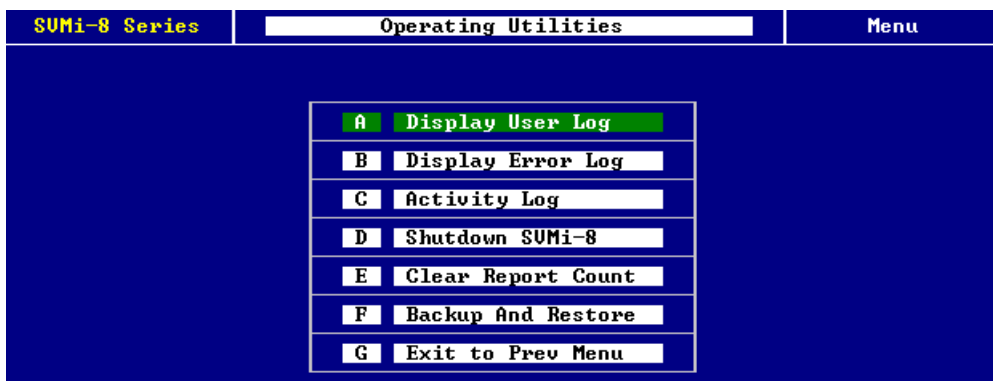 SVMi-8 Series Operating Utilities Menu
A Display User Log
B Display Error Log
C Activity Log
D Shutdown SVMi-8
E Clear Report Count
F Backup And Restore
G Exit to Prev Menu